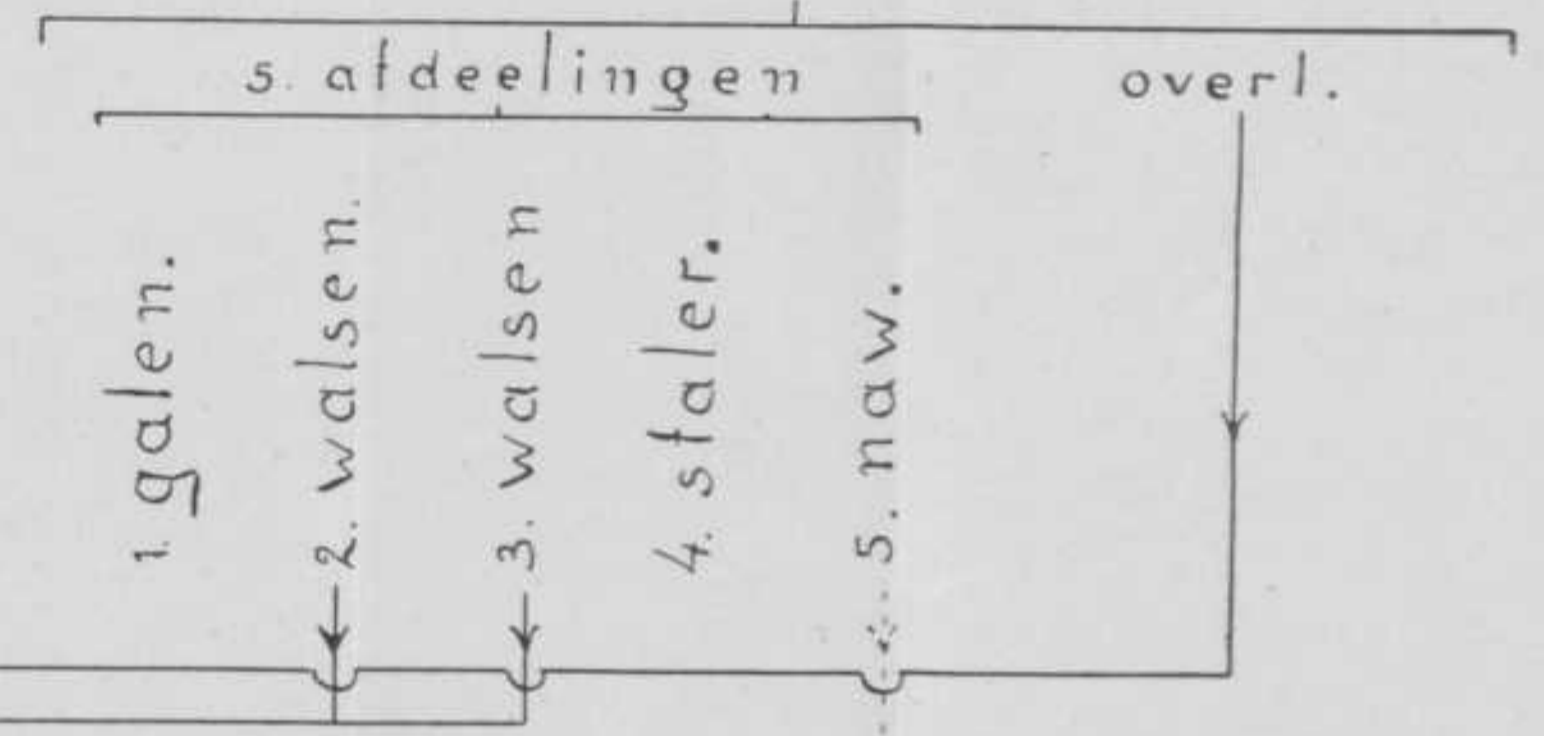 5. afdeelingen
overl.
1. galen.
2. walsen.
3. walsen
4. staler.
5. naw.